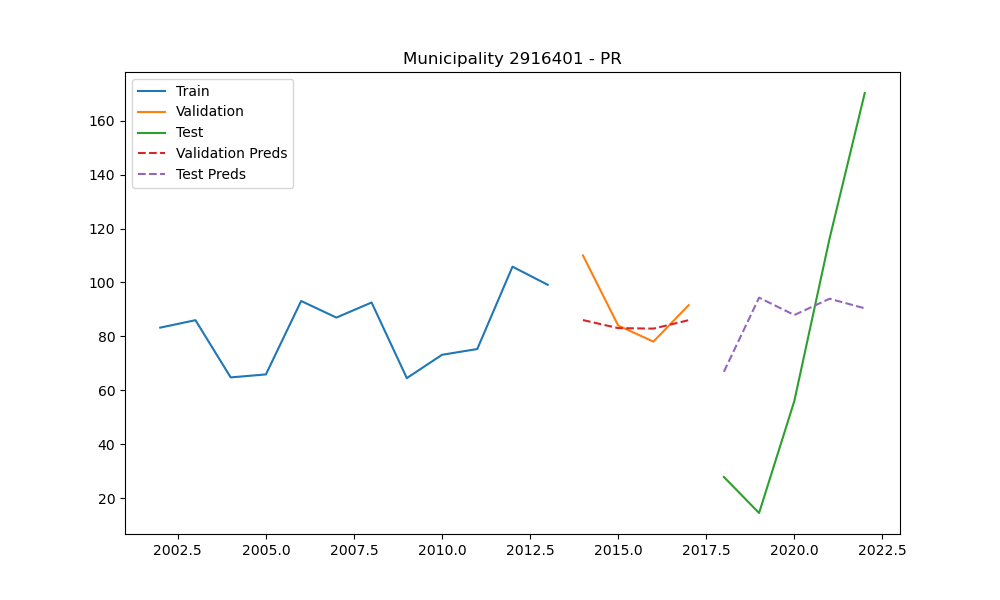 Municipality 2916401 - PR
Train
Validation
Test
Validation Preds
Test Preds
160
140
120
100
80
60
40
20
2002.5 2005.0 2007.5 2010.0 2012.5 2015.0 2017.5 2020.0 2022.5